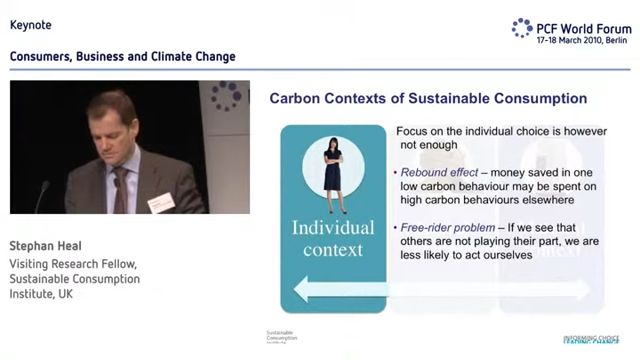 Keynote
PCF World Forum
17-18 March 2010, Berlin
Consumers, Business and Climate Change
Carbon Contexts of Sustainable Consumption
Focus on the individual choice is however
not enough
• Rebound effect – money saved in one
low carbon behaviour may be spent on
high carbon behaviours elsewhere
• Free-rider problem – If we see that
others are not playing their part, we are
less likely to act ourselves
Individual
context
Stephan Heal
Visiting Research Fellow,
Sustainable Consumption
Institute, UK
Sustainable
Consumption
INFORMING CHOICE
LEADING CHANGE